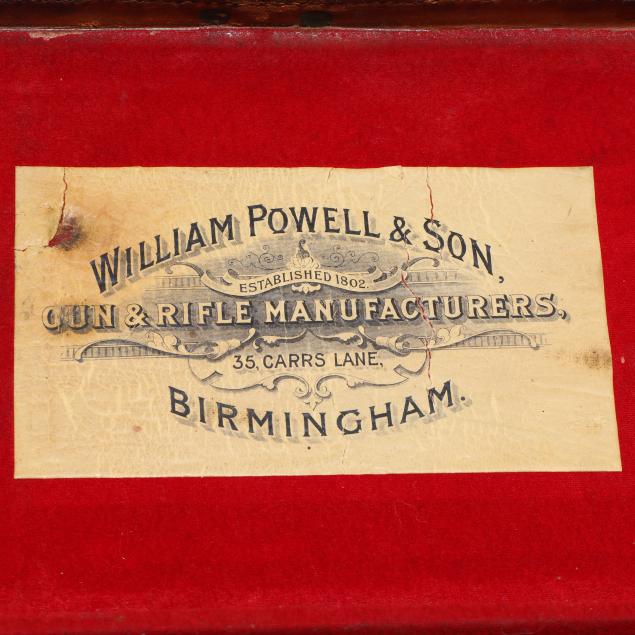 WILLIAM POWELL & SON,
ESTABLISHED 1802.
GUN & RIFLE MANUFACTURERS,
35, CARRS LANE,
BIRMINGHAM.